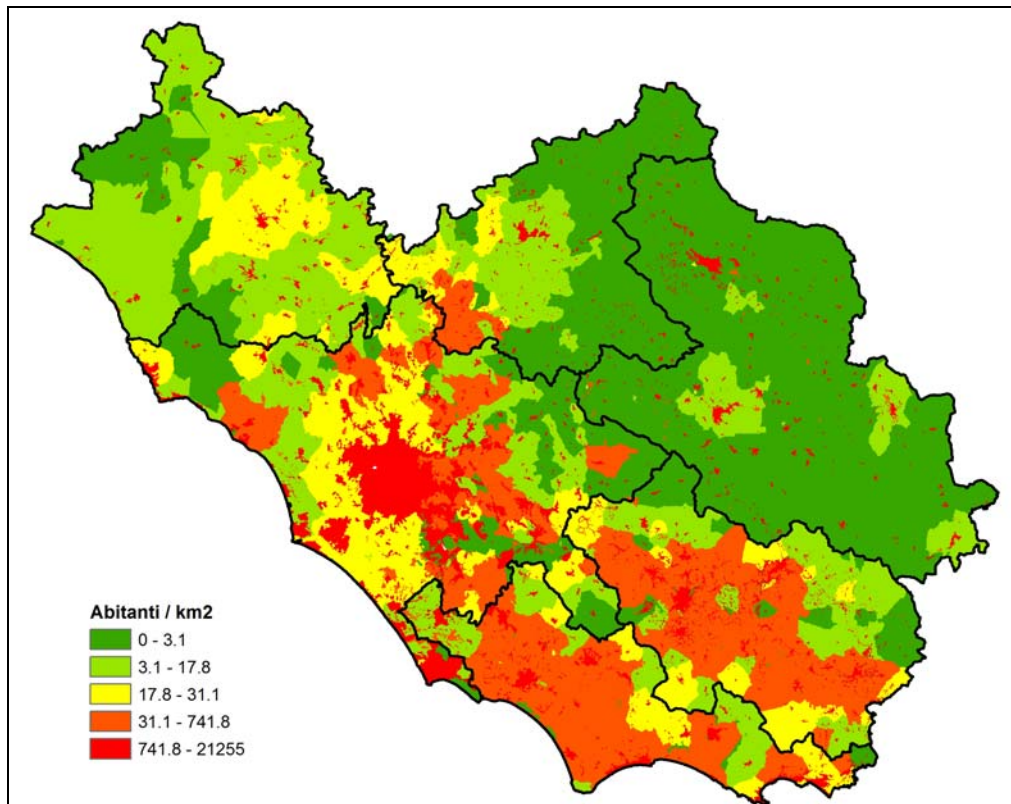 Abitanti / km2
0 - 3.1
3.1 - 17.8
17.8 - 31.1
31.1 - 741.8
741.8 - 21255